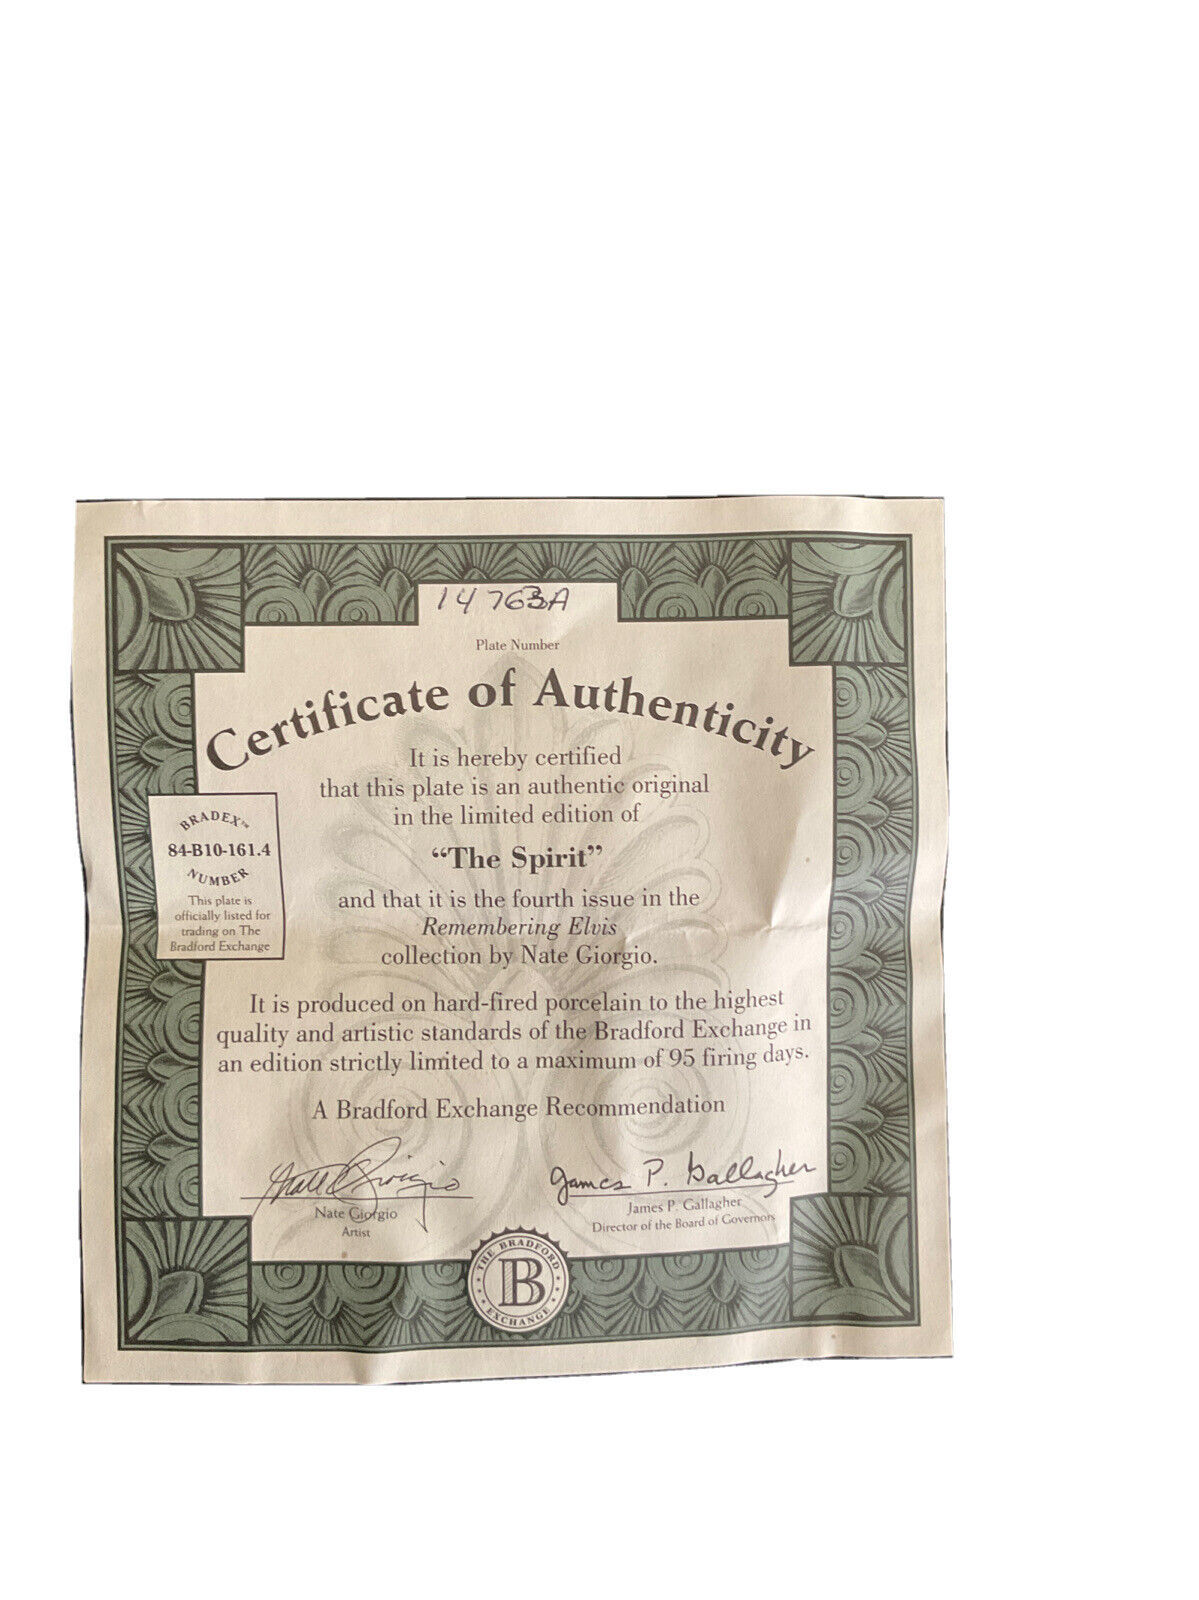 14763A
Plate Number
Certificate of Authenticity
It is hereby certified
that this plate is an authentic original
in the limited edition of
“The Spirit”
and that it is the fourth issue in the
Remembering Elvis
collection by Nate Giorgio.
BRADEX™
84-B10-161.4
NUMBER
This plate is
officially listed for
trading on The
Bradford Exchange
It is produced on hard-fired porcelain to the highest
quality and artistic standards of the Bradford Exchange in
an edition strictly limited to a maximum of 95 firing days.
A Bradford Exchange Recommendation
Nate Giorgio
Nate Giorgio
Artist
James P. Gallagher
James P. Gallagher
Director of the Board of Governors
THE BRADFORD
B
EXCHANGE